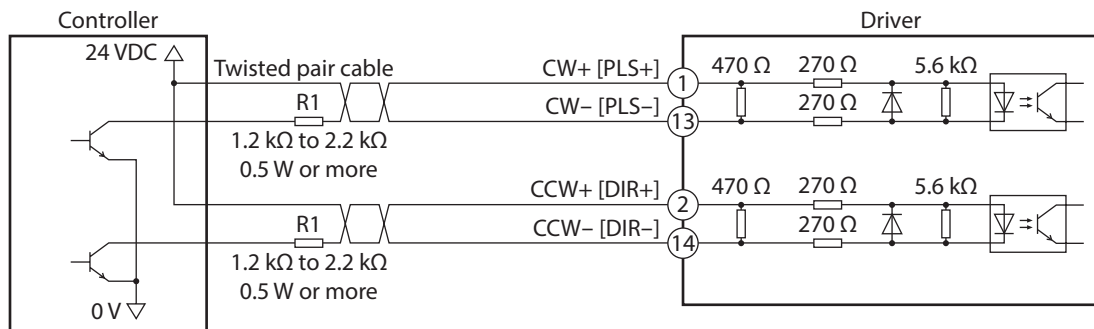 Controller
Driver
24 VDC
Twisted pair cable
CW+ [PLS+]
1
470 Ω
270 Ω
5.6 kΩ
R1
CW– [PLS–]
13
270 Ω
1.2 kΩ to 2.2 kΩ
0.5 W or more
CCW+ [DIR+]
2
470 Ω
270 Ω
5.6 kΩ
R1
CCW– [DIR–]
14
270 Ω
1.2 kΩ to 2.2 kΩ
0.5 W or more
0 V